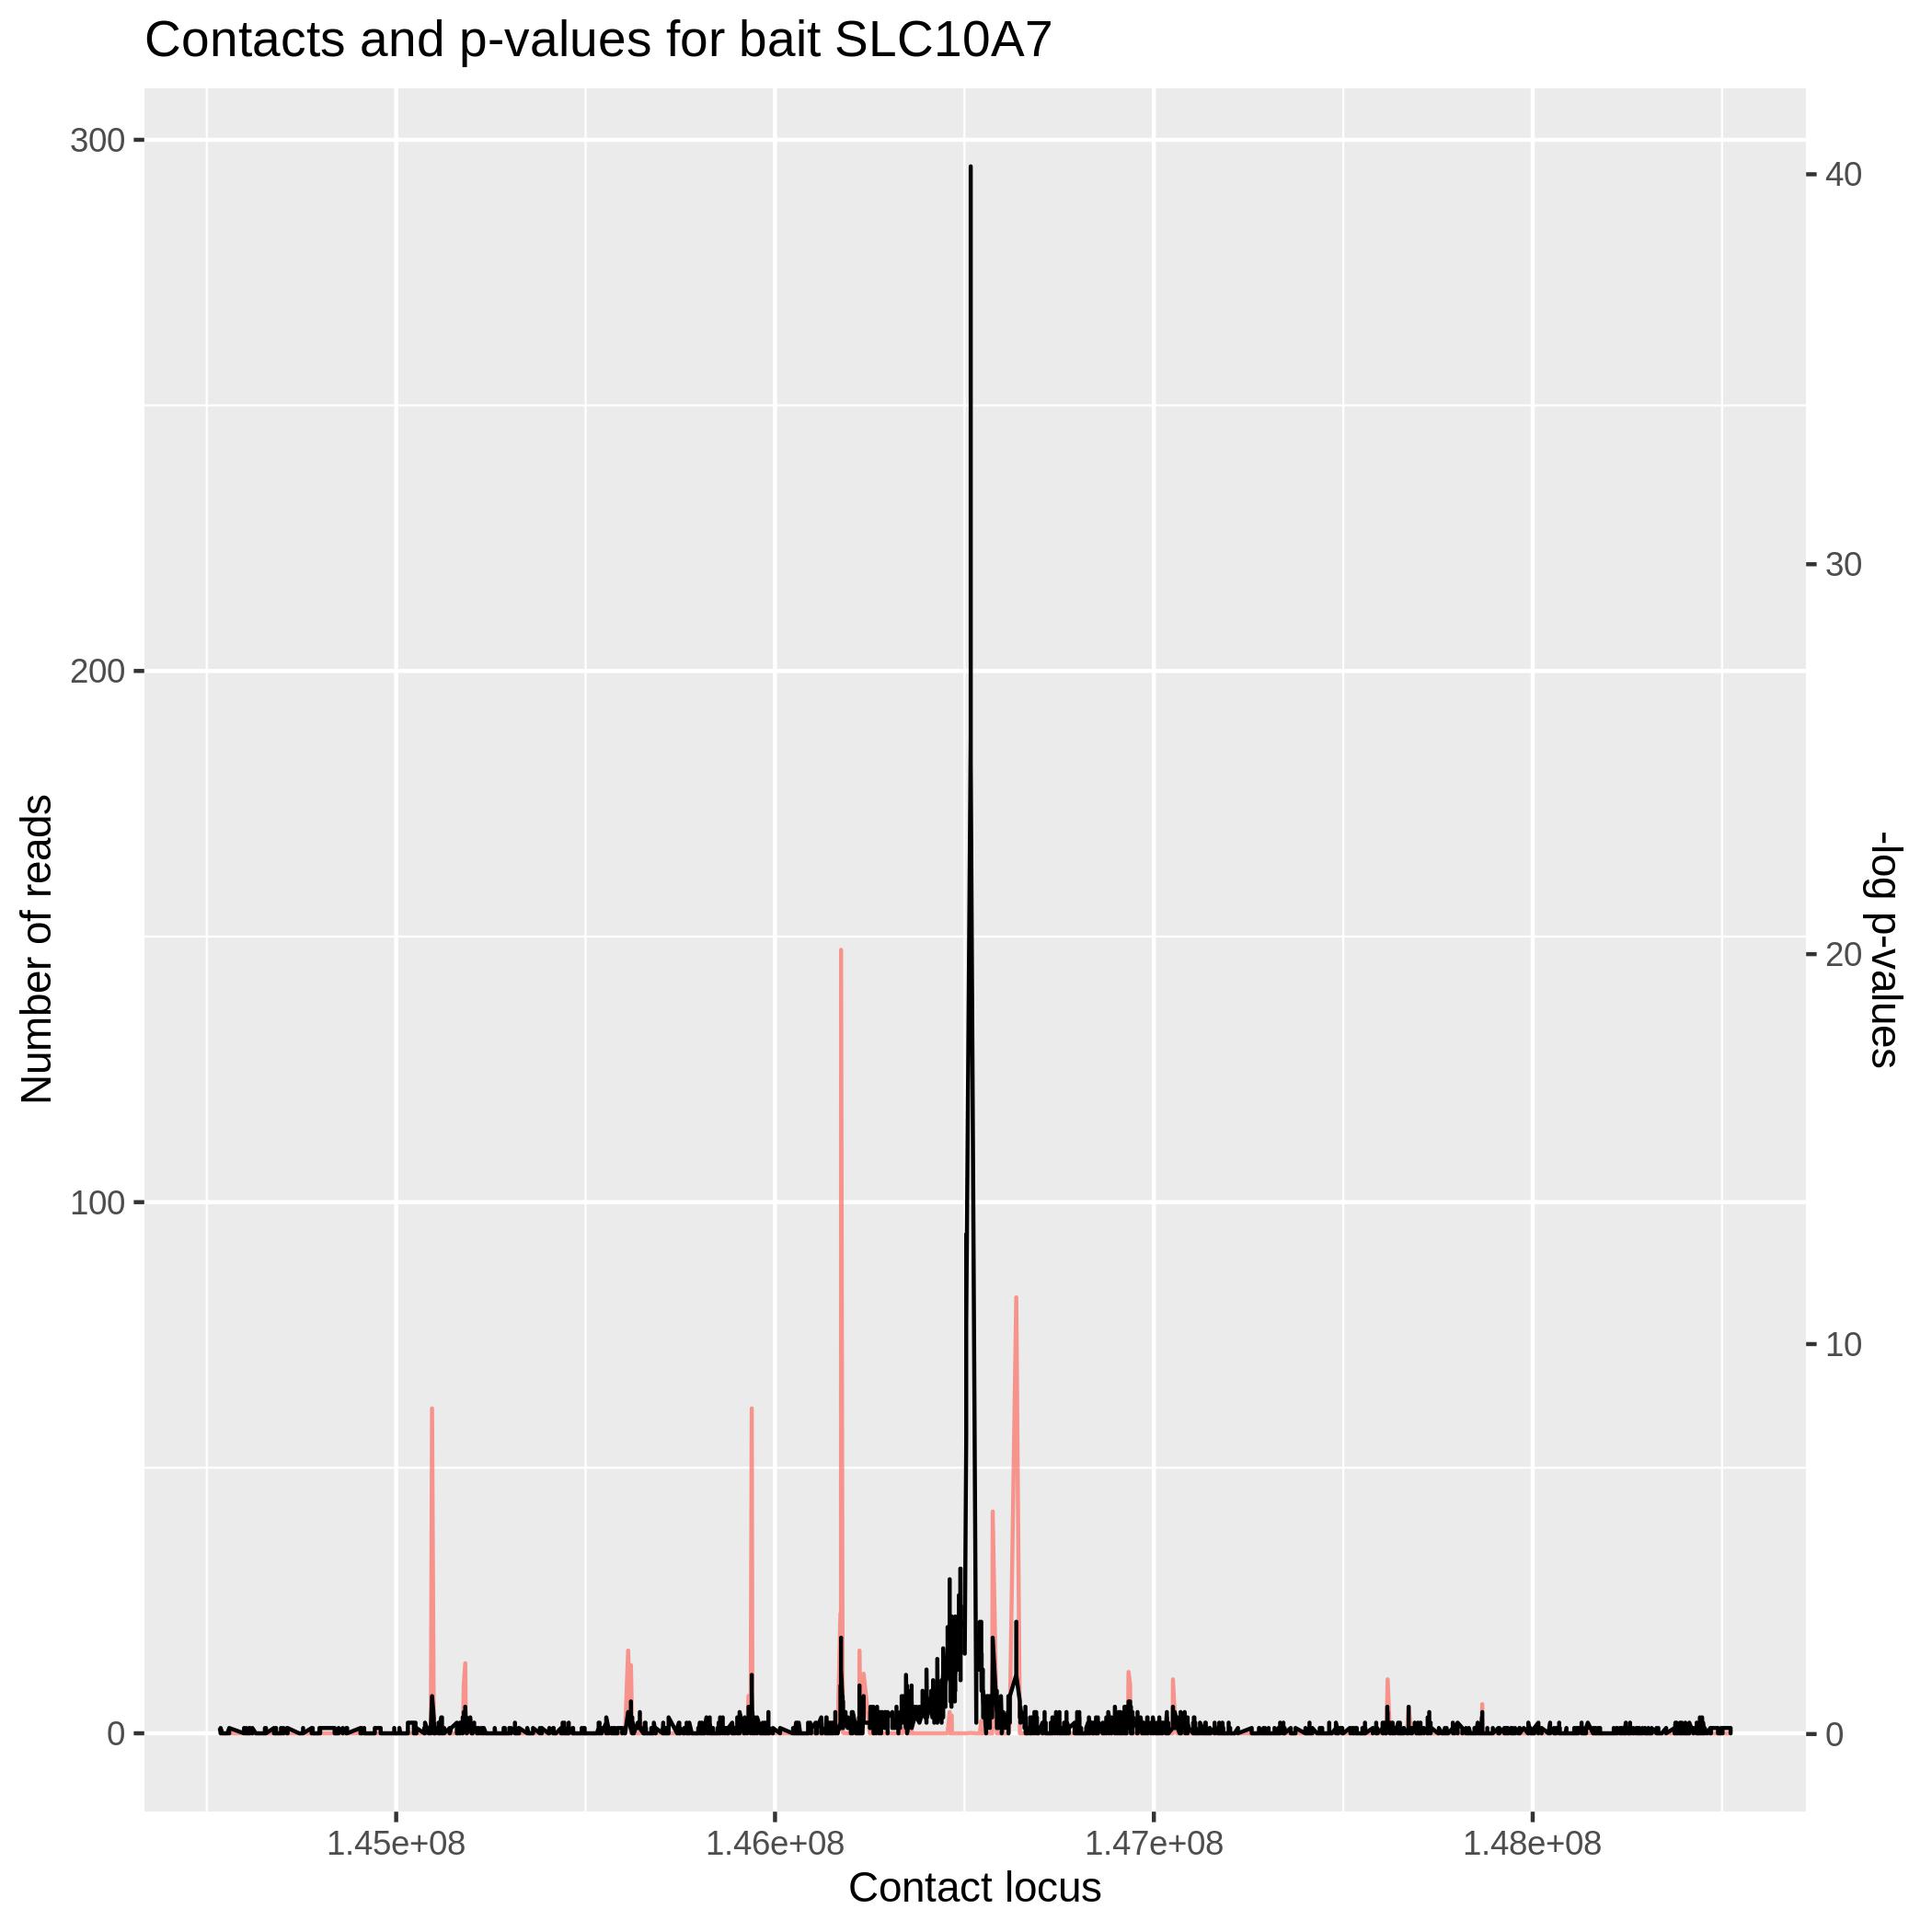 Contacts and p-values for bait SLC10A7
300
200
100
0
Number of reads
40
30
20
10
0
-log p-values
1.45e+08 1.46e+08 1.47e+08 1.48e+08
Contact locus